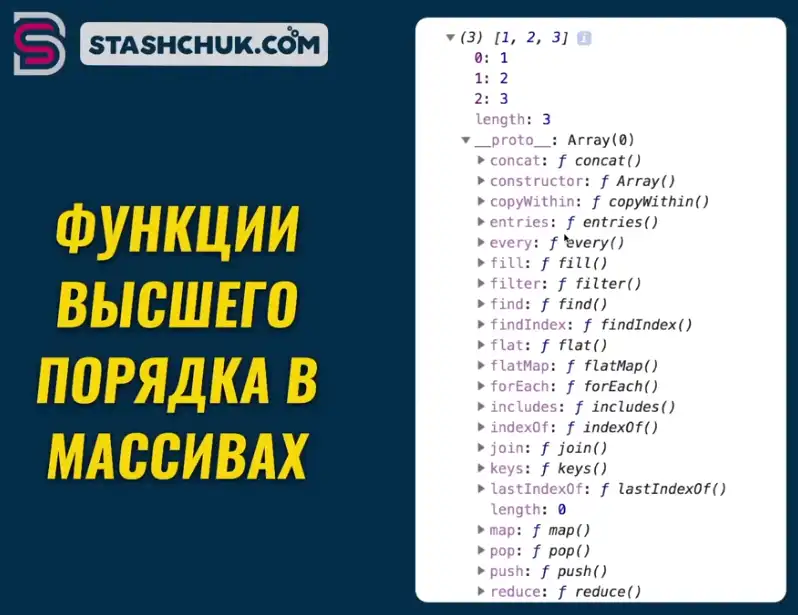 STASHCHUK.COM
ФУНКЦИИ
ВЫСШЕГО
ПОРЯДКА В
МАССИВАХ
(3) [1, 2, 3] i
0: 1
1: 2
2: 3
length: 3
__proto__: Array(0)
concat: ƒ concat()
constructor: ƒ Array()
copyWithin: ƒ copyWithin()
entries: ƒ entries()
every: ƒ every()
fill: ƒ fill()
filter: ƒ filter()
find: ƒ find()
findIndex: ƒ findIndex()
flat: ƒ flat()
flatMap: ƒ flatMap()
forEach: ƒ forEach()
includes: ƒ includes()
indexOf: ƒ indexOf()
join: ƒ join()
keys: ƒ keys()
lastIndexOf: ƒ lastIndexOf()
length: 0
map: ƒ map()
pop: ƒ pop()
push: ƒ push()
reduce: ƒ reduce()